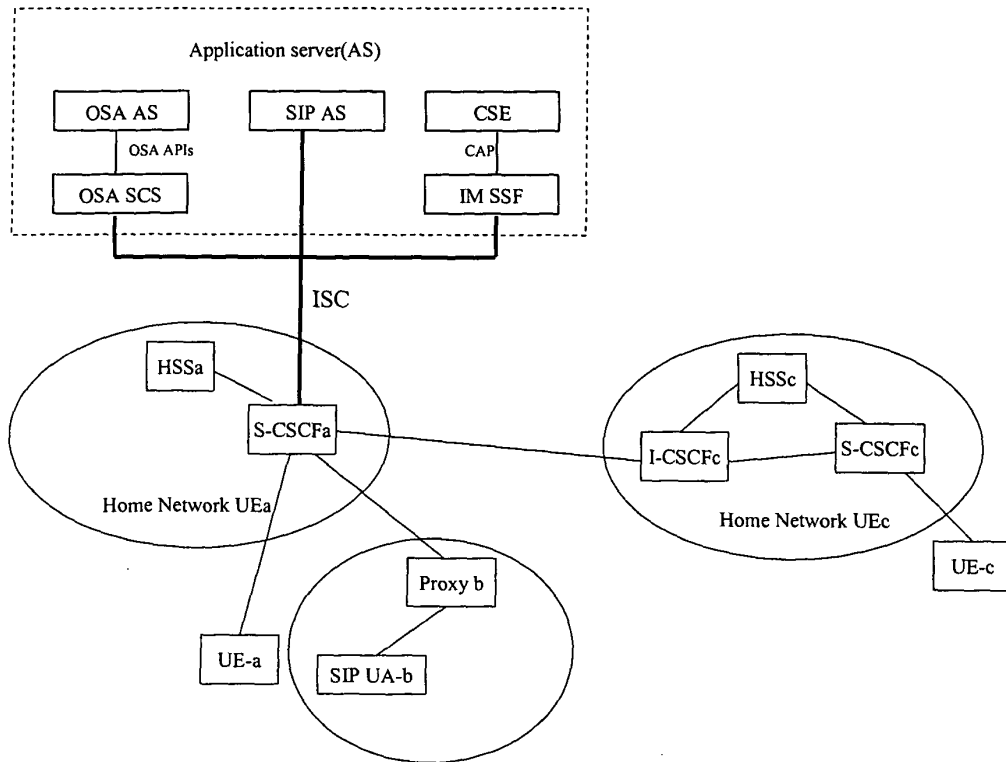 Application server(AS)
OSA AS
SIP AS
CSE
OSA APIs
CAP
OSA SCS
IM SSF
ISC
HSSa
HSSc
S-CSCFa
I-CSCFc
S-CSCFc
Home Network UEa
Home Network UEc
Proxy b
UE-c
UE-a
SIP UA-b